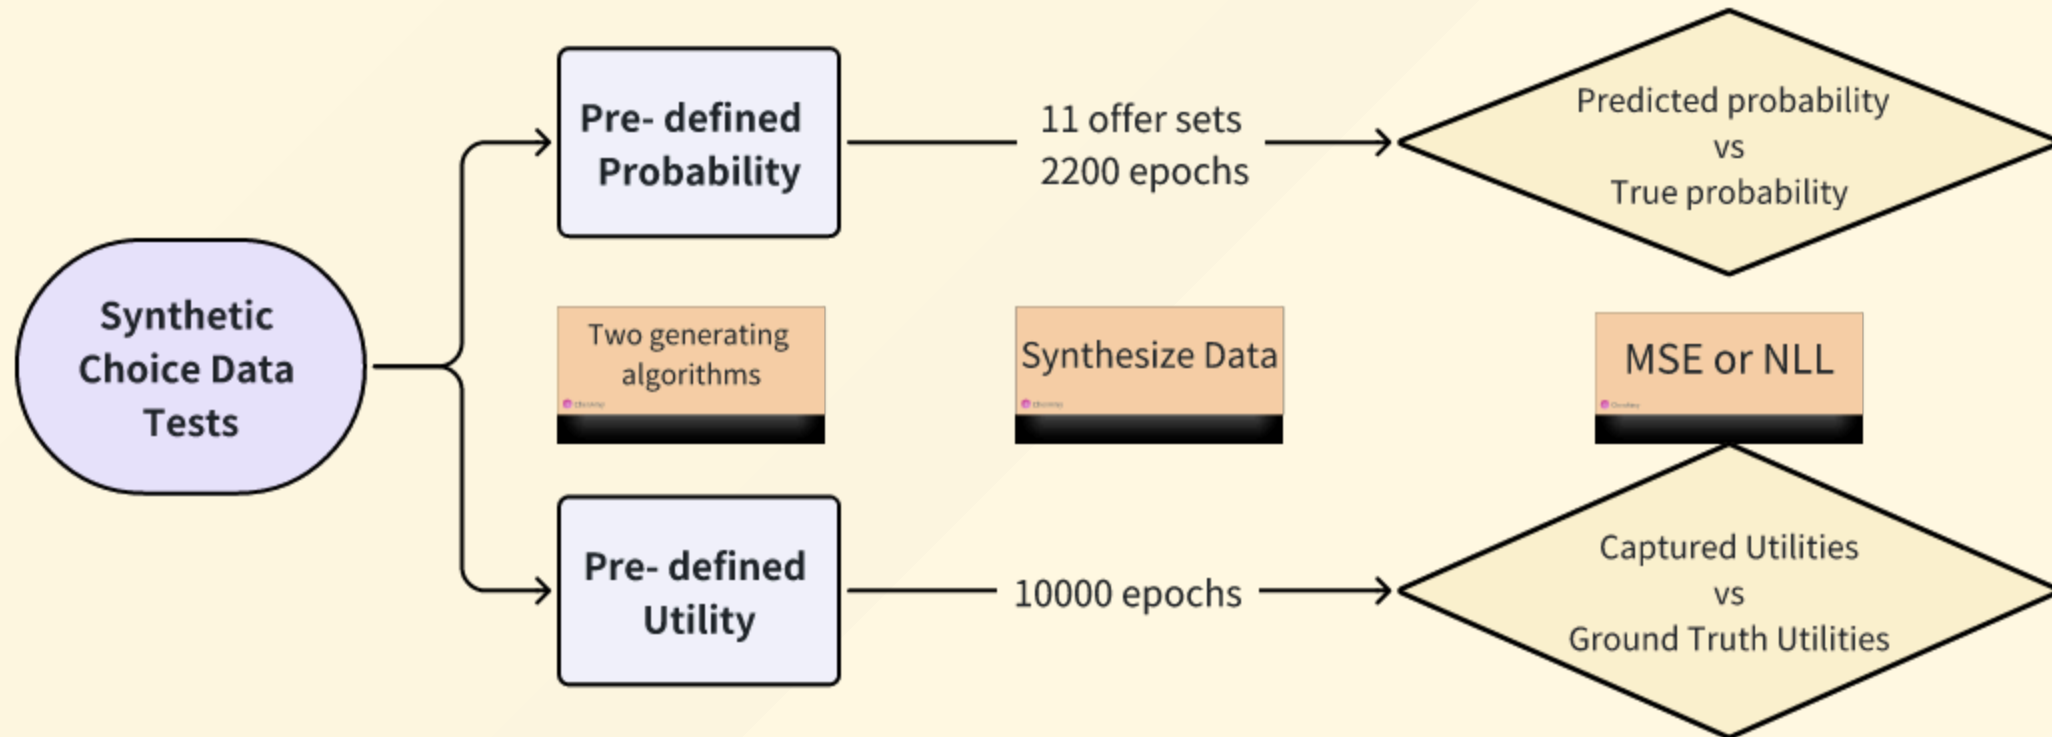 Synthetic
Choice Data
Tests
Pre- defined
Probability
11 offer sets
2200 epochs
Predicted probability
vs
True probability
Two generating
algorithms
Synthesize Data
MSE or NLL
Pre- defined
Utility
10000 epochs
Captured Utilities
vs
Ground Truth Utilities